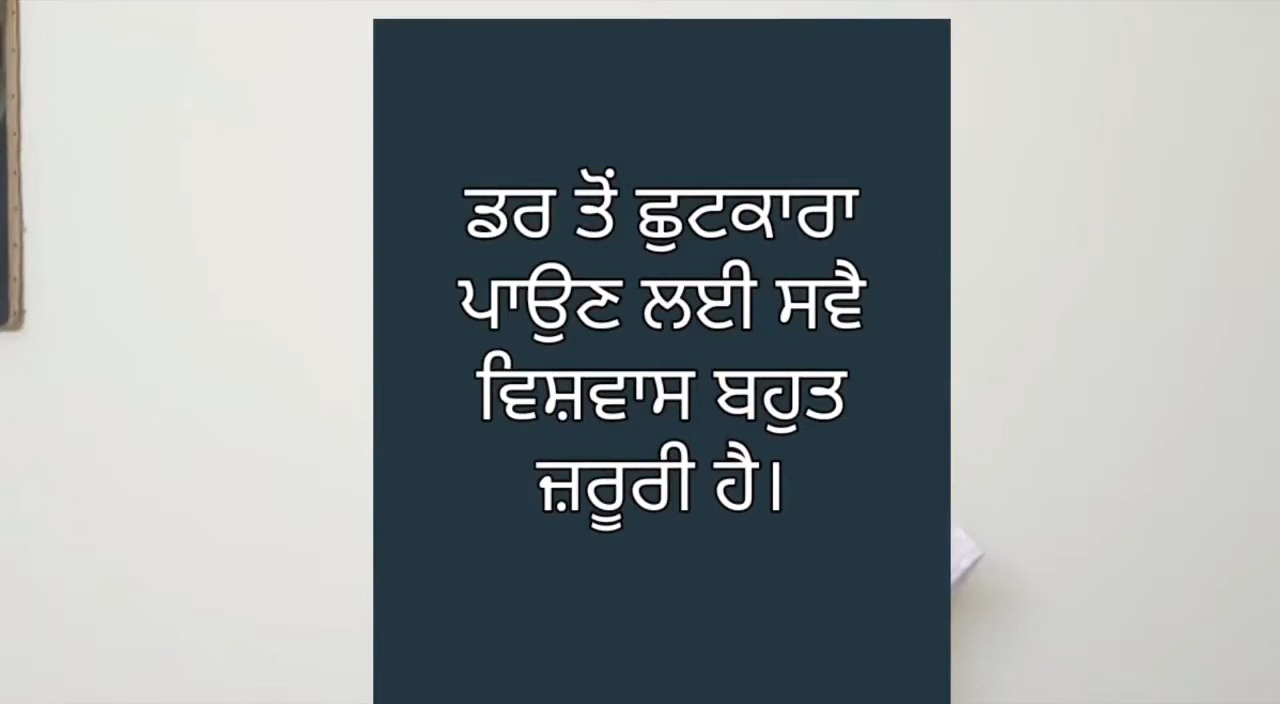 ਡਰ ਤੋਂ ਛੁਟਕਾਰਾ
ਪਾਉਣ ਲਈ ਸਵੈ
ਵਿਸ਼ਵਾਸ ਬਹੁਤ
ਜ਼ਰੂਰੀ ਹੈ।